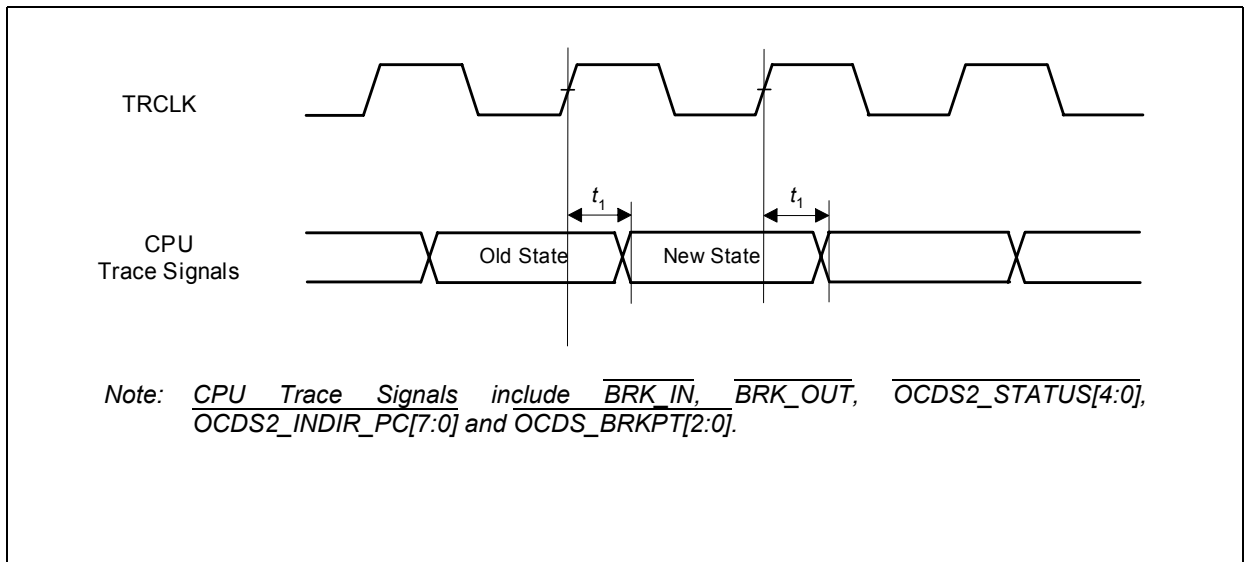 TRCLK
t1 t1
CPU
Trace Signals
Old State New State
Note: CPU Trace Signals include BRK_IN, BRK_OUT, OCDS2_STATUS[4:0],
OCDS2_INDIR_PC[7:0] and OCDS_BRKPT[2:0].